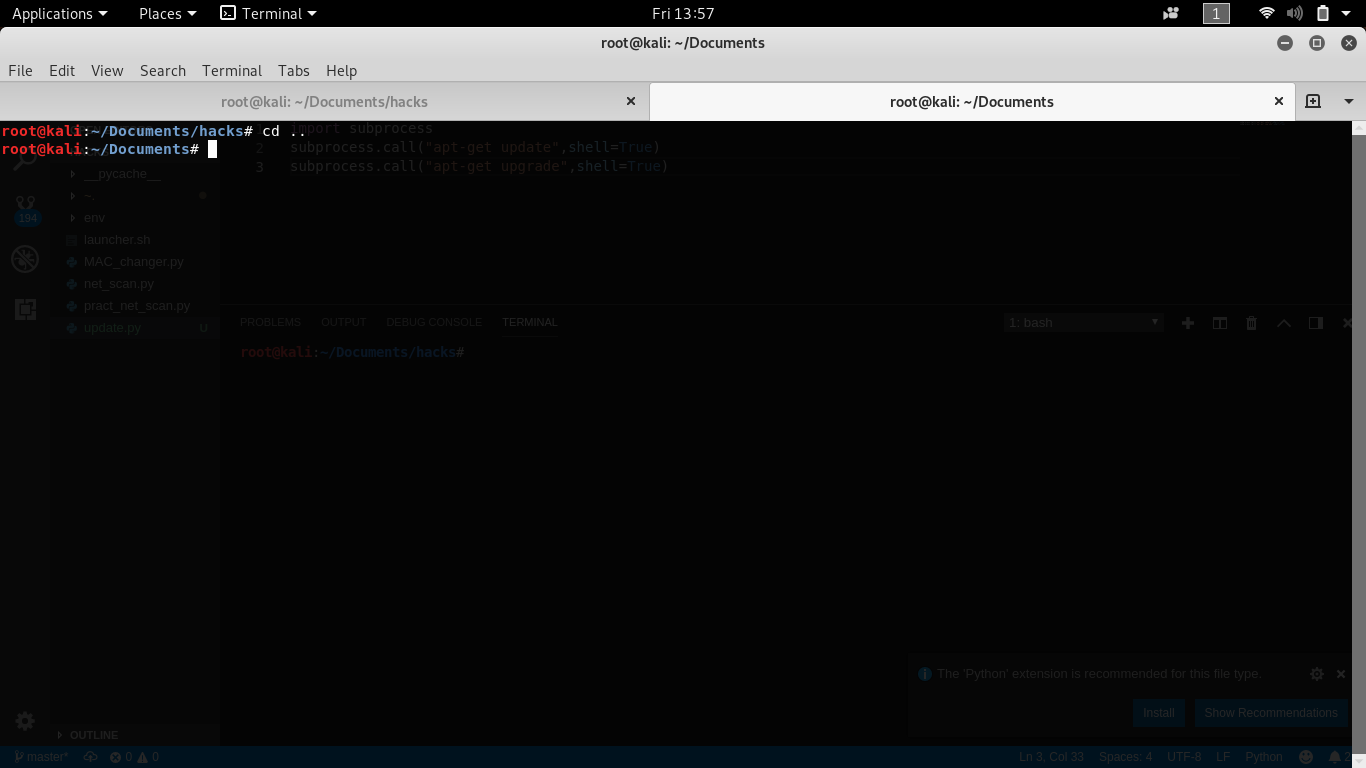 Applications Places Terminal Fri 13:57 1
root@kali: ~/Documents
File Edit View Search Terminal Tabs Help
root@kali: ~/Documents/hacks root@kali: ~/Documents
root@kali:~/Documents/hacks# cd ..
root@kali:~/Documents#
import subprocess
2 subprocess.call("apt-get update",shell=True)
3 subprocess.call("apt-get upgrade",shell=True)
__pycache__
~.
194
env
launcher.sh
MAC_changer.py
net_scan.py
pract_net_scan.py
update.py U
PROBLEMS OUTPUT DEBUG CONSOLE TERMINAL 1: bash
root@kali:~/Documents/hacks#
The 'Python' extension is recommended for this file type.
Install Show Recommendations
OUTLINE
master* 0 0 Ln 3, Col 33 Spaces: 4 UTF-8 LF Python 2